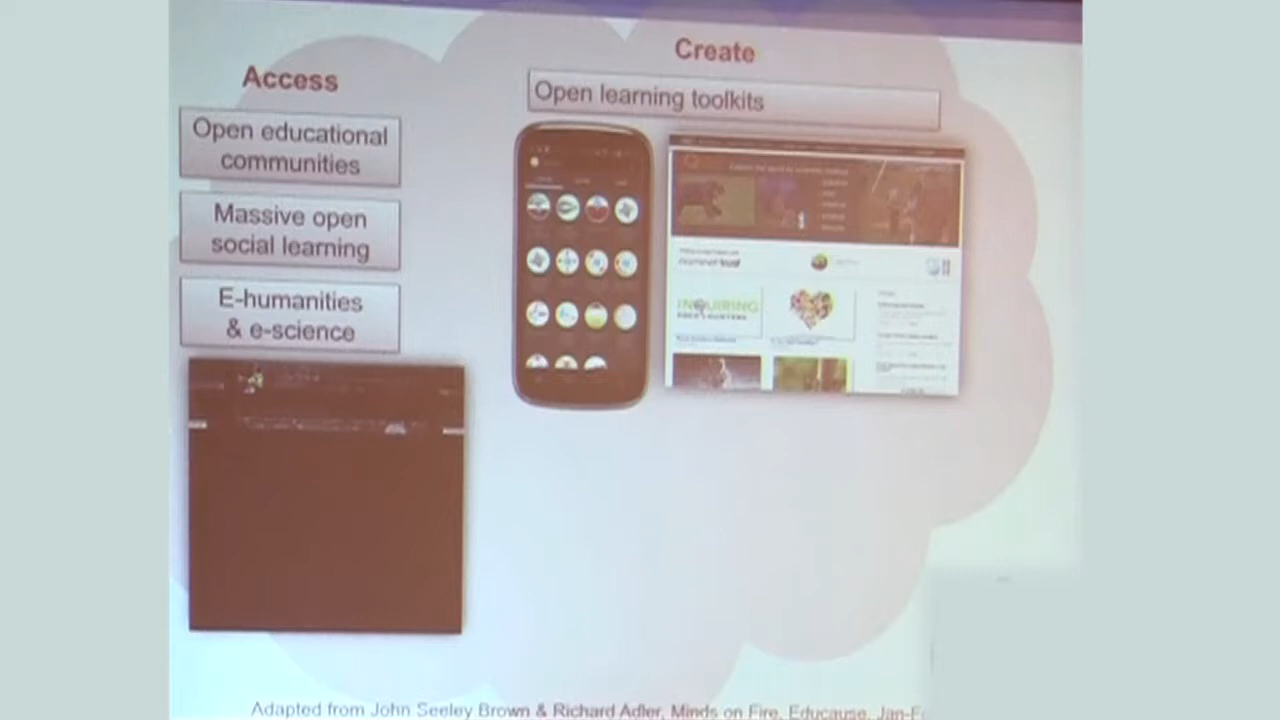 Access
Open educational
communities
Massive open
social learning
E-humanities
& e-science
Create
Open learning toolkits
INQUIRING
Adapted from John Seeley Brown & Richard Adler, Minds on Fire, Educause, Jan-F